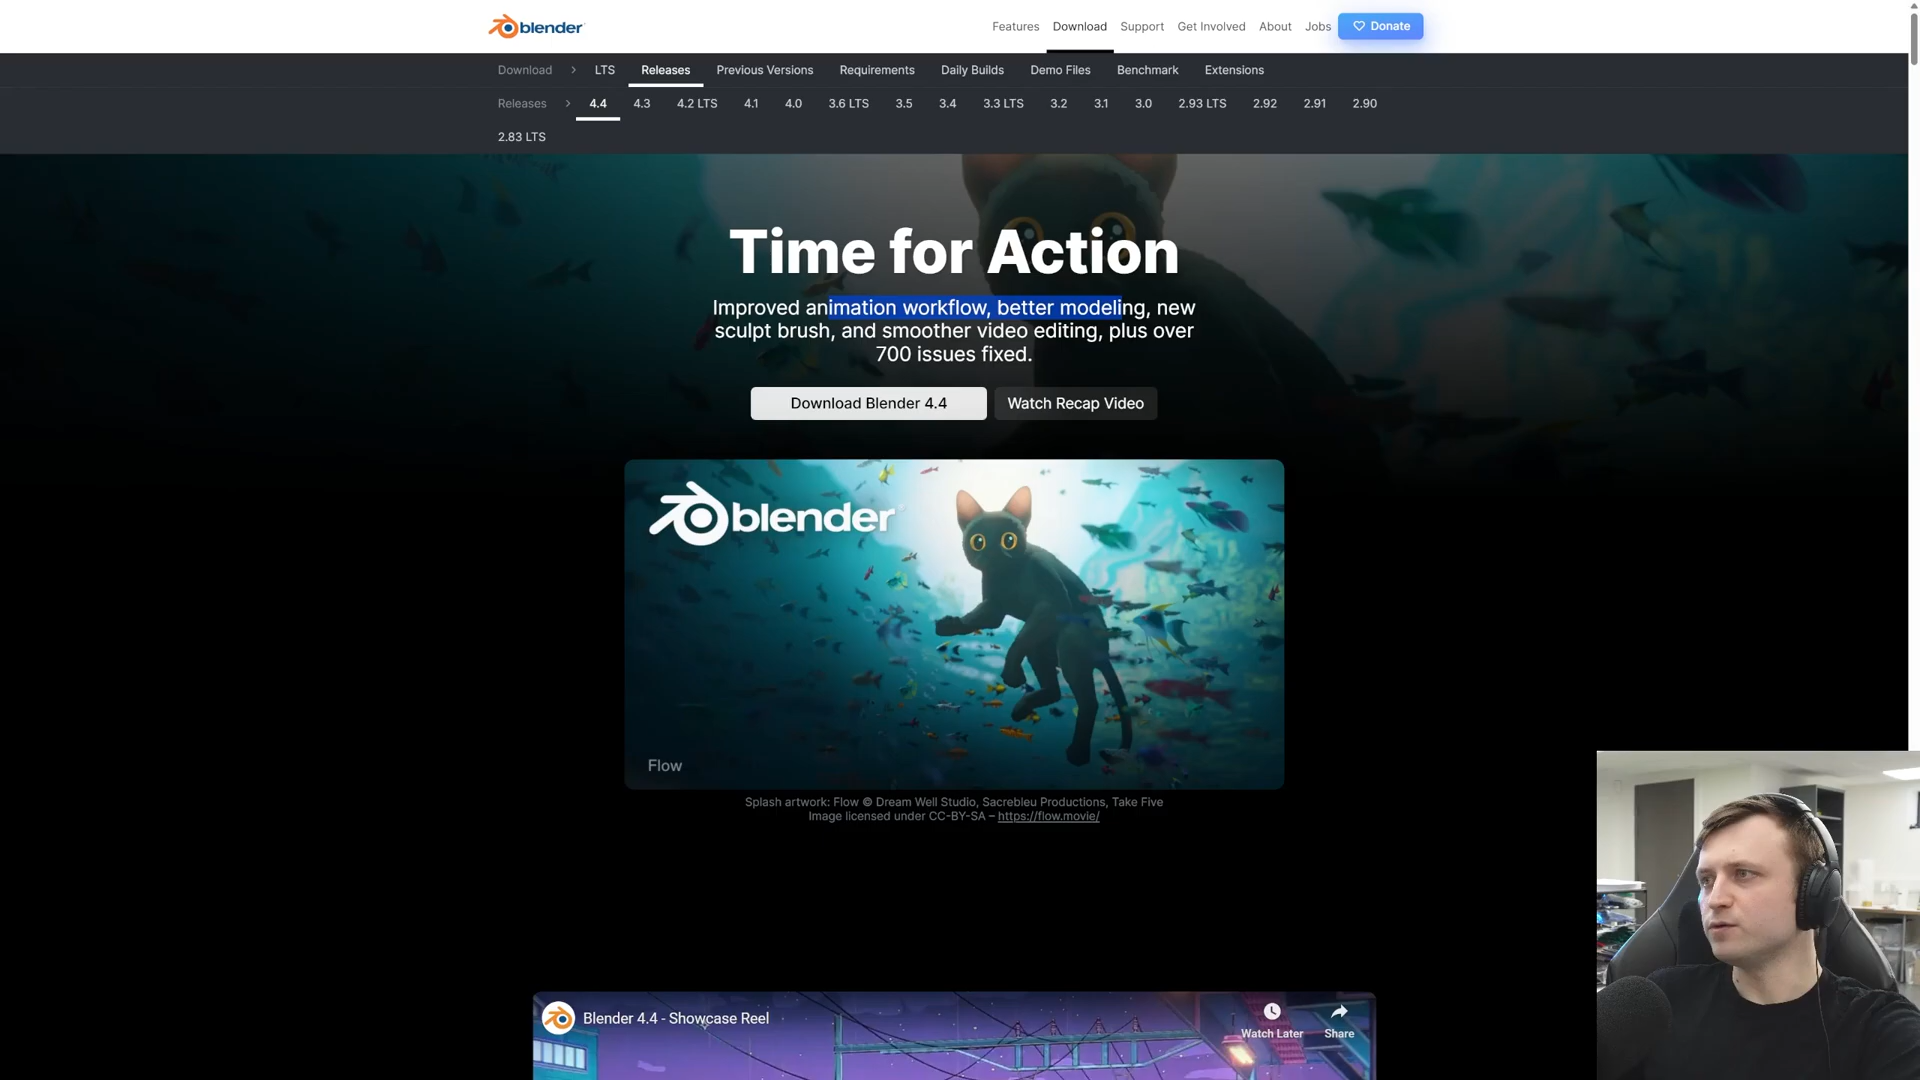 blender
Features Download Support Get Involved About Jobs Donate
Download LTS Releases Previous Versions Requirements Daily Builds Demo Files Benchmark Extensions
Releases 4.4 4.3 4.2 LTS 4.1 4.0 3.6 LTS 3.5 3.4 3.3 LTS 3.2 3.1 3.0 2.93 LTS 2.92 2.91 2.90
2.83 LTS
Time for Action
Improved animation workflow, better modeling, new
sculpt brush, and smoother video editing, plus over
700 issues fixed.
Download Blender 4.4 Watch Recap Video
blender
Flow
Splash artwork: Flow © Dream Well Studio, Sacrebleu Productions, Take Five
Image licensed under CC-BY-SA – https://flow.movie/
Blender 4.4 - Showcase Reel
Watch Later Share